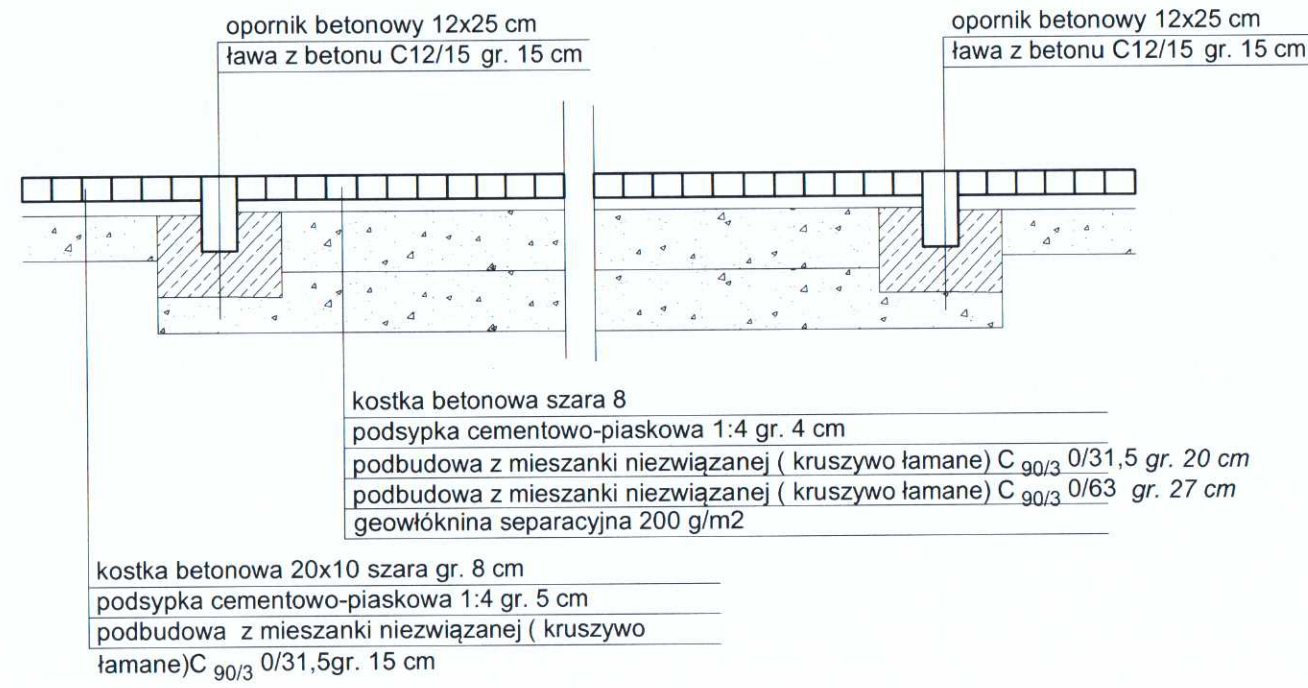 opornik betonowy 12x25 cm
ława z betonu C12/15 gr. 15 cm
opornik betonowy 12x25 cm
ława z betonu C12/15 gr. 15 cm
kostka betonowa szara 8
podsypka cementowo-piaskowa 1:4 gr. 4 cm
podbudowa z mieszanki niezwiązanej ( kruszywo łamane) C 90/3 0/31,5 gr. 20 cm
podbudowa z mieszanki niezwiązanej ( kruszywo łamane) C 90/3 0/63 gr. 27 cm
geowłóknina separacyjna 200 g/m2
kostka betonowa 20x10 szara gr. 8 cm
podsypka cementowo-piaskowa 1:4 gr. 5 cm
podbudowa z mieszanki niezwiązanej ( kruszywo
łamane)C 90/3 0/31,5gr. 15 cm